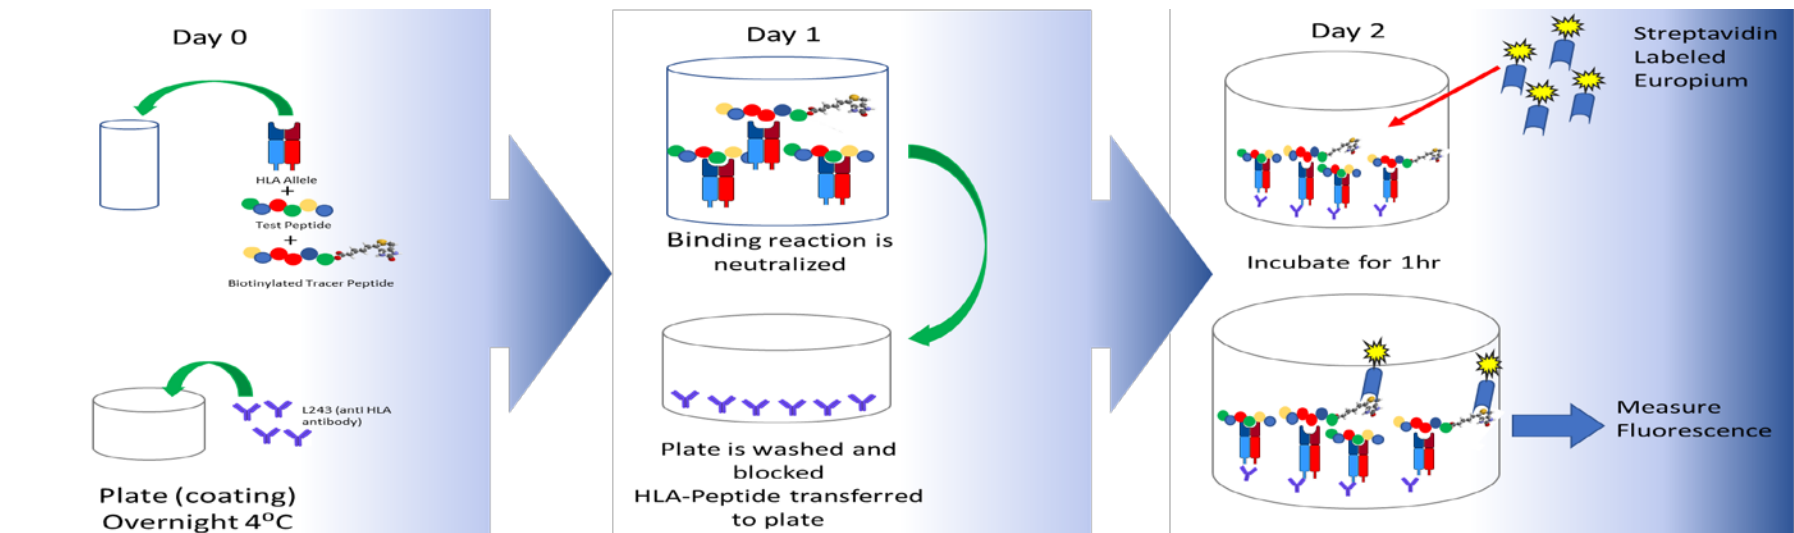 Day 0
HLA Allele
+
Test Peptide
+
Biotinylated Tracer Peptide
L243 (anti HLA
antibody)
Plate (coating)
Overnight 4ºC
Day 1
Binding reaction is
neutralized
Plate is washed and
blocked
HLA-Peptide transferred
to plate
Day 2
Streptavidin
Labeled
Europium
Incubate for 1hr
Measure
Fluorescence